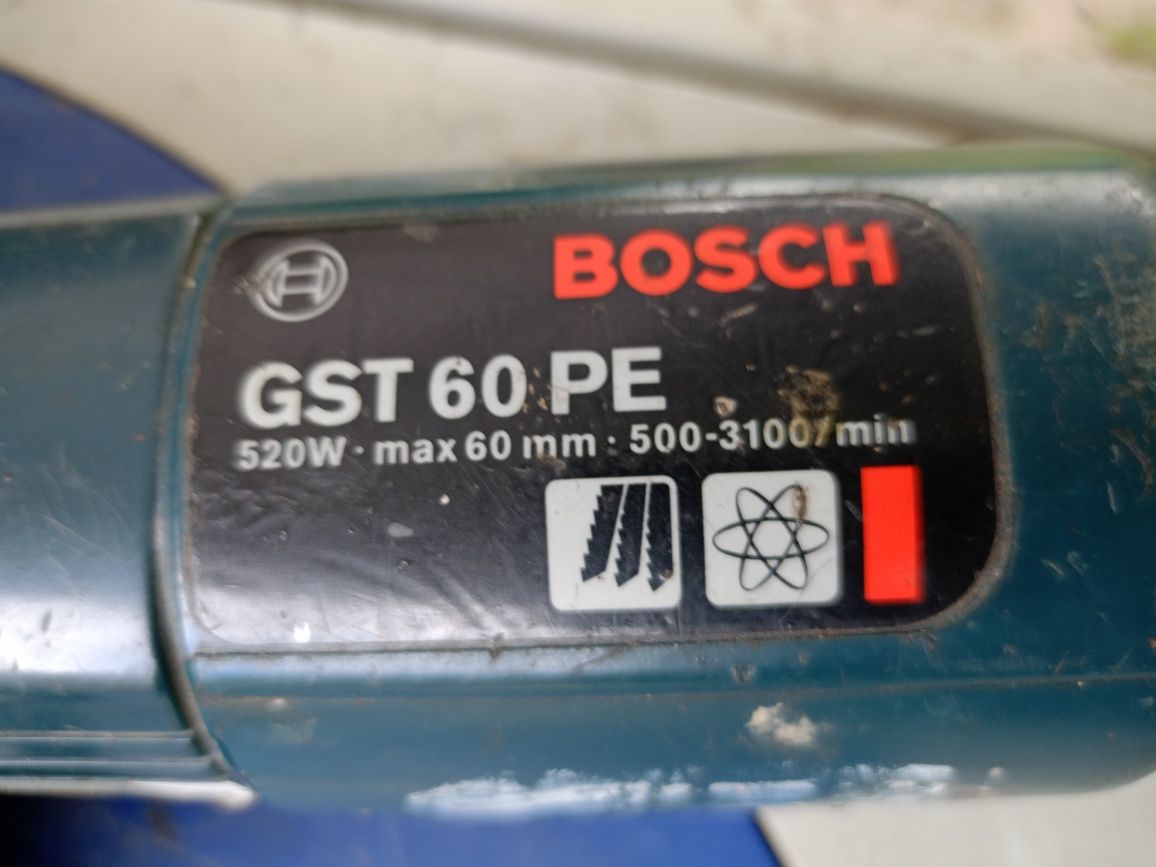 BOSCH
GST 60 PE
520W · max 60 mm : 500-3100/min